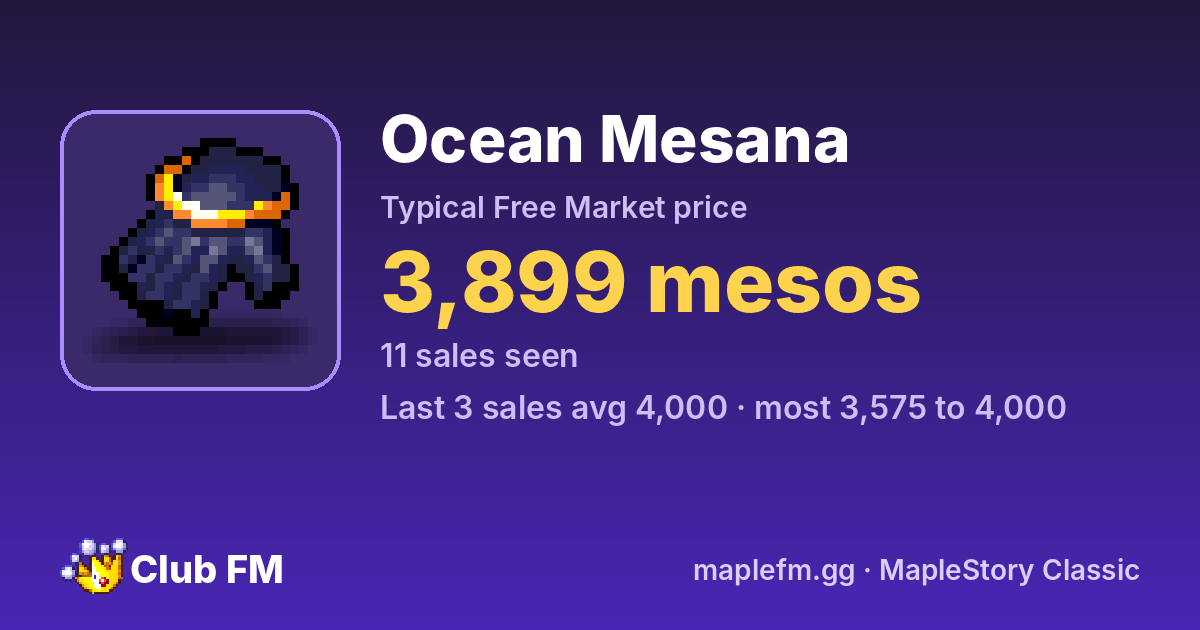 Ocean Mesana
Typical Free Market price
3,899 mesos
11 sales seen
Last 3 sales avg 4,000 · most 3,575 to 4,000
Club FM
maplefm.gg · MapleStory Classic